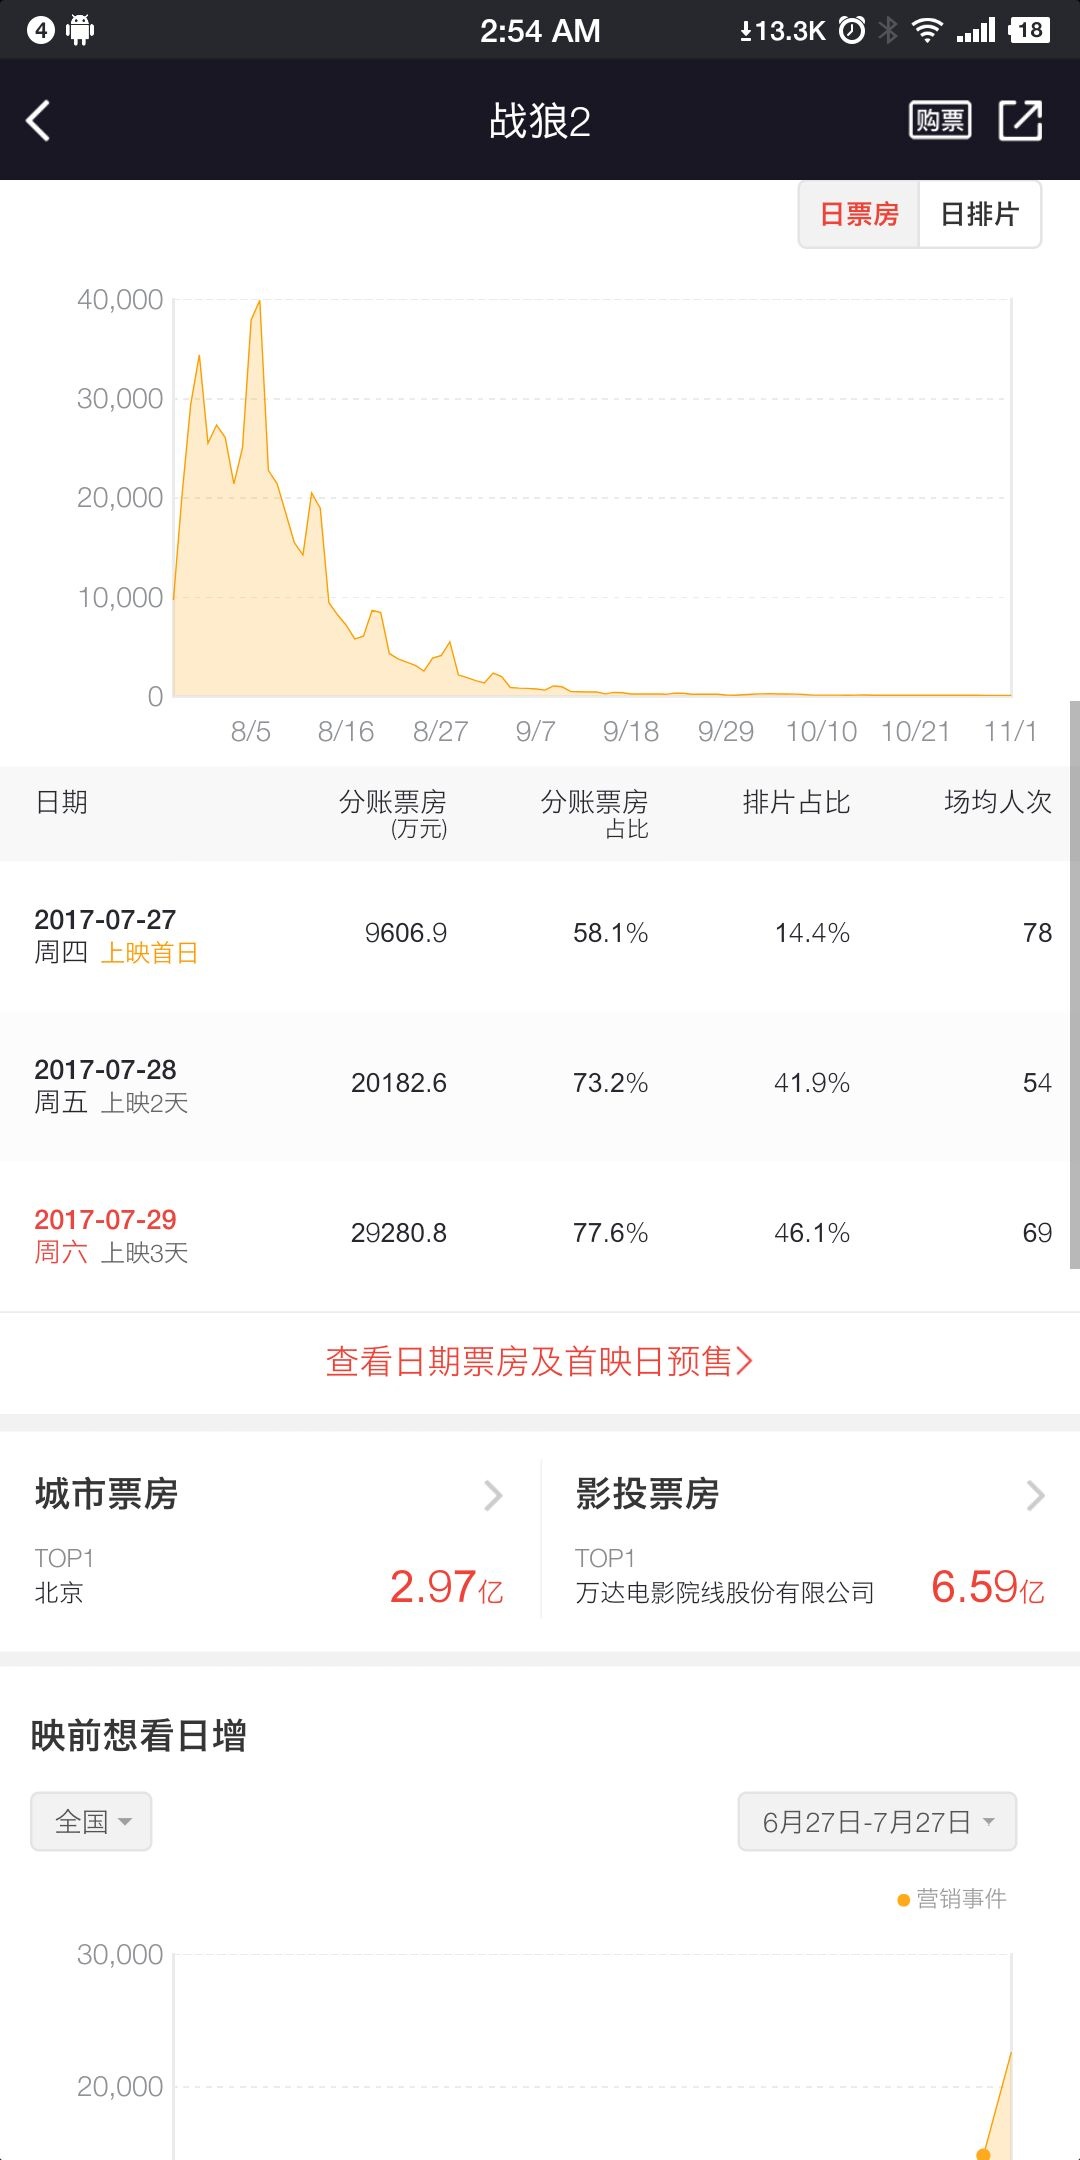 4
2:54 AM
13.3K
18
战狼2
购票
日票房 日排片
40,000
30,000
20,000
10,000
0
8/5 8/16 8/27 9/7 9/18 9/29 10/10 10/21 11/1
日期 分账票房 分账票房 排片占比 场均人次
(万元) 占比
2017-07-27
周四 上映首日 9606.9 58.1% 14.4% 78
2017-07-28
周五 上映2天 20182.6 73.2% 41.9% 54
2017-07-29
周六 上映3天 29280.8 77.6% 46.1% 69
查看日期票房及首映日预售
城市票房
TOP1
北京 2.97亿
影投票房
TOP1
万达电影院线股份有限公司 6.59亿
映前想看日增
全国 6月27日-7月27日
营销事件
30,000
20,000